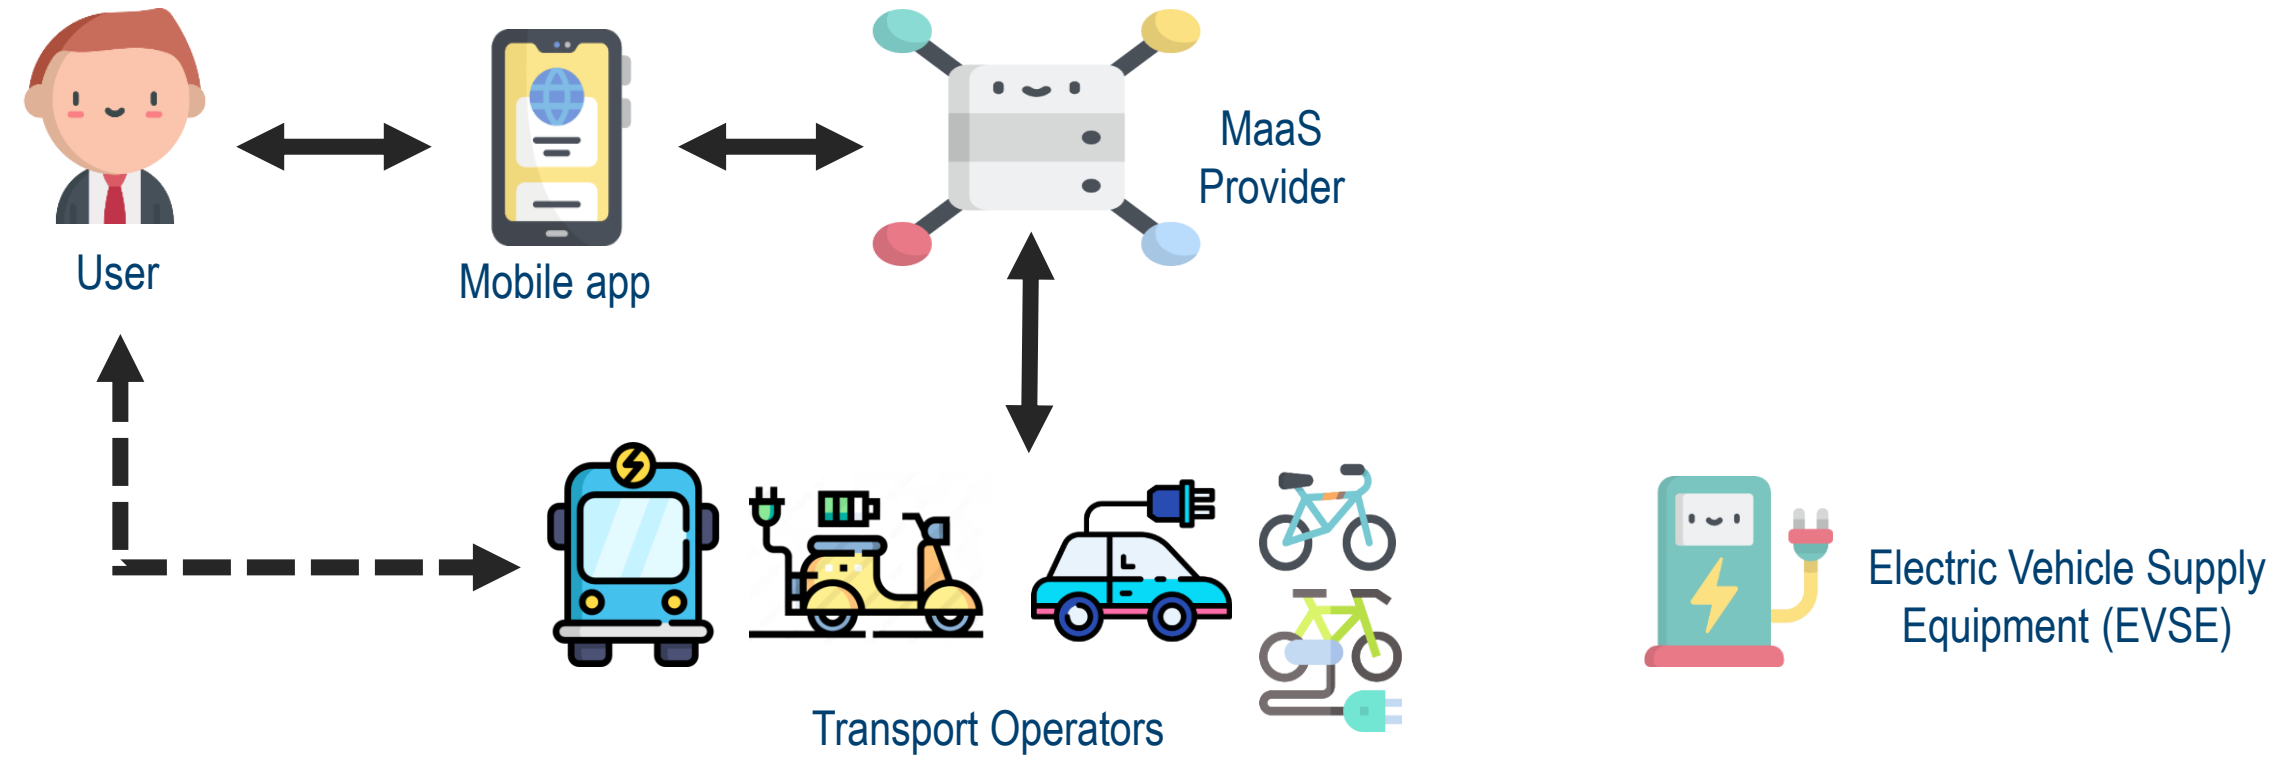 User
Mobile app
MaaS
Provider
Transport Operators
Electric Vehicle Supply
Equipment (EVSE)